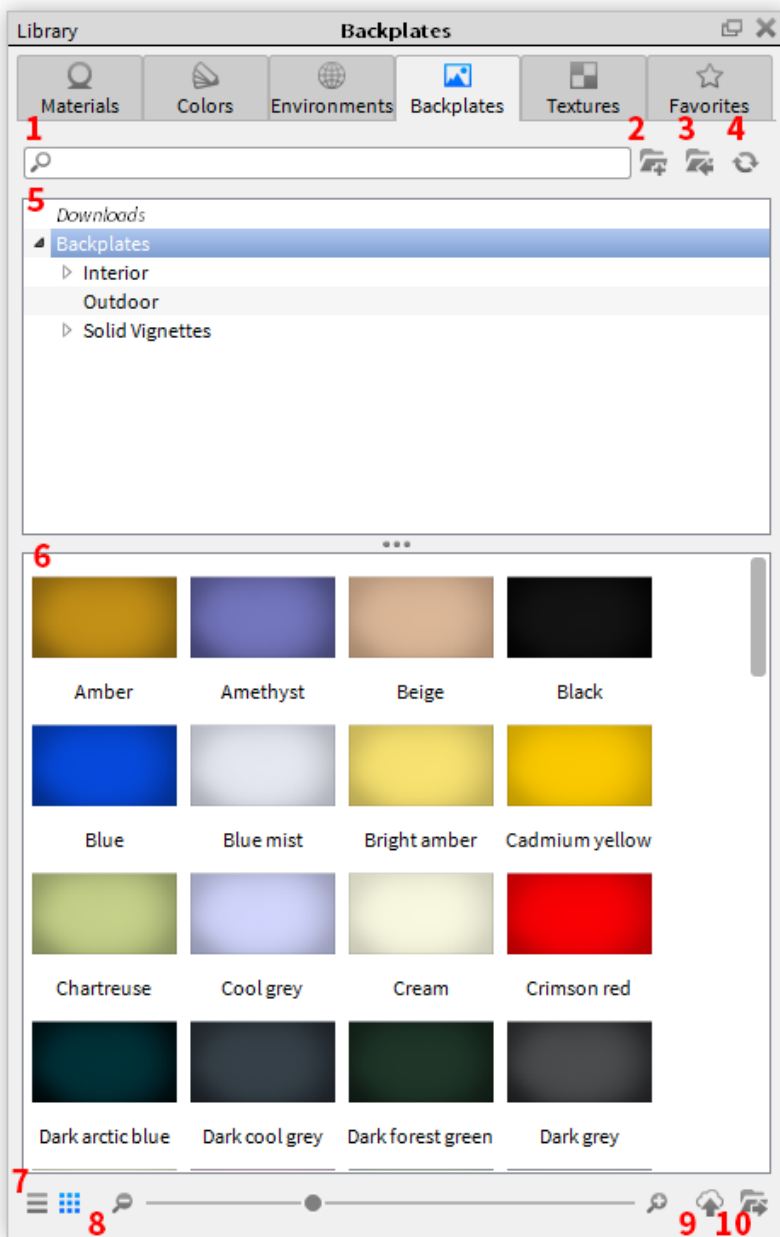 Library Backplates
Materials Colors Environments Backplates Textures Favorites
1 2 3 4
5
Downloads
Backplates
Interior
Outdoor
Solid Vignettes
6
Amber Amethyst Beige Black
Blue Blue mist Bright amber Cadmium yellow
Chartreuse Cool grey Cream Crimson red
Dark arctic blue Dark cool grey Dark forest green Dark grey
7
8 9 10